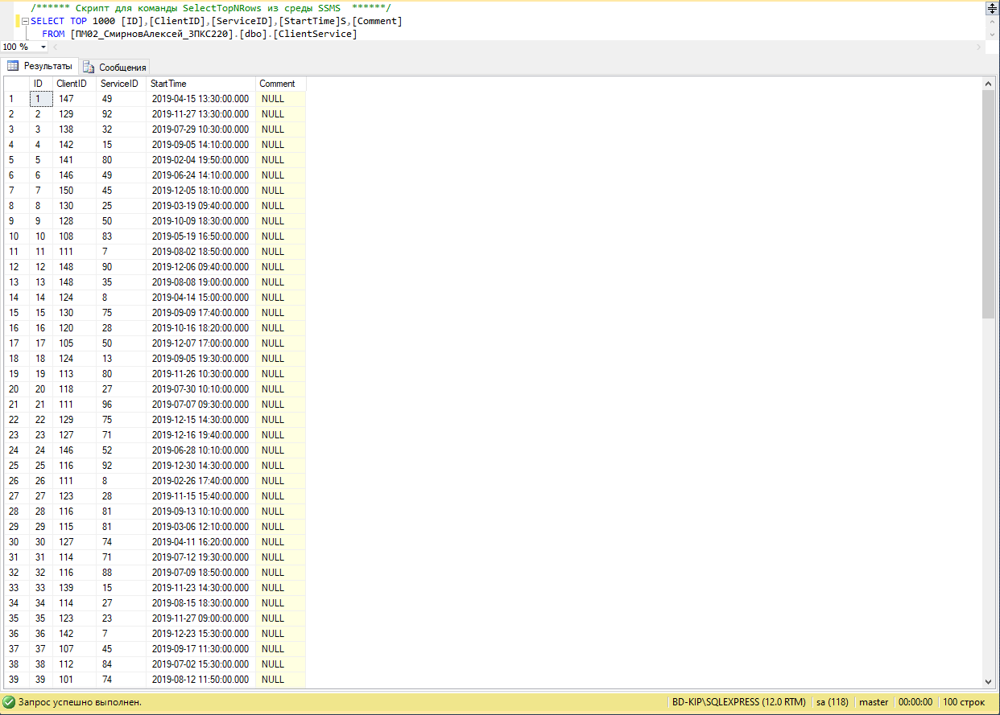 /****** Скрипт для команды SelectTopNRows из среды SSMS  ******/
SELECT TOP 1000 [ID],[ClientID],[ServiceID],[StartTime]S,[Comment]
FROM [ПМ02_СмирновАлексей_3ПКС220].[dbo].[ClientService]
100 %
Результаты Сообщения
ID ClientID ServiceID StartTime Comment
1 1 147 49 2019-04-15 13:30:00.000 NULL
2 2 129 92 2019-11-27 13:30:00.000 NULL
3 3 138 32 2019-07-29 10:30:00.000 NULL
4 4 142 15 2019-09-05 14:10:00.000 NULL
5 5 141 80 2019-02-04 19:50:00.000 NULL
6 6 146 49 2019-06-24 14:10:00.000 NULL
7 7 150 45 2019-12-05 18:10:00.000 NULL
8 8 130 25 2019-03-19 09:40:00.000 NULL
9 9 128 50 2019-10-09 18:30:00.000 NULL
10 10 108 83 2019-05-19 16:50:00.000 NULL
11 11 111 7 2019-08-02 18:50:00.000 NULL
12 12 148 90 2019-12-06 09:40:00.000 NULL
13 13 148 35 2019-08-08 19:00:00.000 NULL
14 14 124 8 2019-04-14 15:00:00.000 NULL
15 15 130 75 2019-09-09 17:40:00.000 NULL
16 16 120 28 2019-10-16 18:20:00.000 NULL
17 17 105 50 2019-12-07 17:00:00.000 NULL
18 18 124 13 2019-09-05 19:30:00.000 NULL
19 19 113 80 2019-11-26 10:30:00.000 NULL
20 20 118 27 2019-07-30 10:10:00.000 NULL
21 21 111 96 2019-07-07 09:30:00.000 NULL
22 22 129 75 2019-12-15 14:30:00.000 NULL
23 23 127 71 2019-12-16 19:40:00.000 NULL
24 24 146 52 2019-06-28 10:10:00.000 NULL
25 25 116 92 2019-12-30 14:30:00.000 NULL
26 26 111 8 2019-02-26 17:40:00.000 NULL
27 27 123 28 2019-11-15 15:40:00.000 NULL
28 28 116 81 2019-09-13 10:10:00.000 NULL
29 29 115 81 2019-03-06 12:10:00.000 NULL
30 30 127 74 2019-04-11 16:20:00.000 NULL
31 31 114 71 2019-07-12 19:30:00.000 NULL
32 32 116 88 2019-07-09 18:50:00.000 NULL
33 33 139 15 2019-11-23 14:30:00.000 NULL
34 34 114 27 2019-08-15 18:30:00.000 NULL
35 35 123 23 2019-11-27 09:00:00.000 NULL
36 36 142 7 2019-12-23 15:30:00.000 NULL
37 37 107 45 2019-09-17 11:30:00.000 NULL
38 38 112 84 2019-07-02 15:30:00.000 NULL
39 39 101 74 2019-08-12 11:50:00.000 NULL
Запрос успешно выполнен. BD-KIP\SQLEXPRESS (12.0 RTM) sa (118) master 00:00:00 100 строк